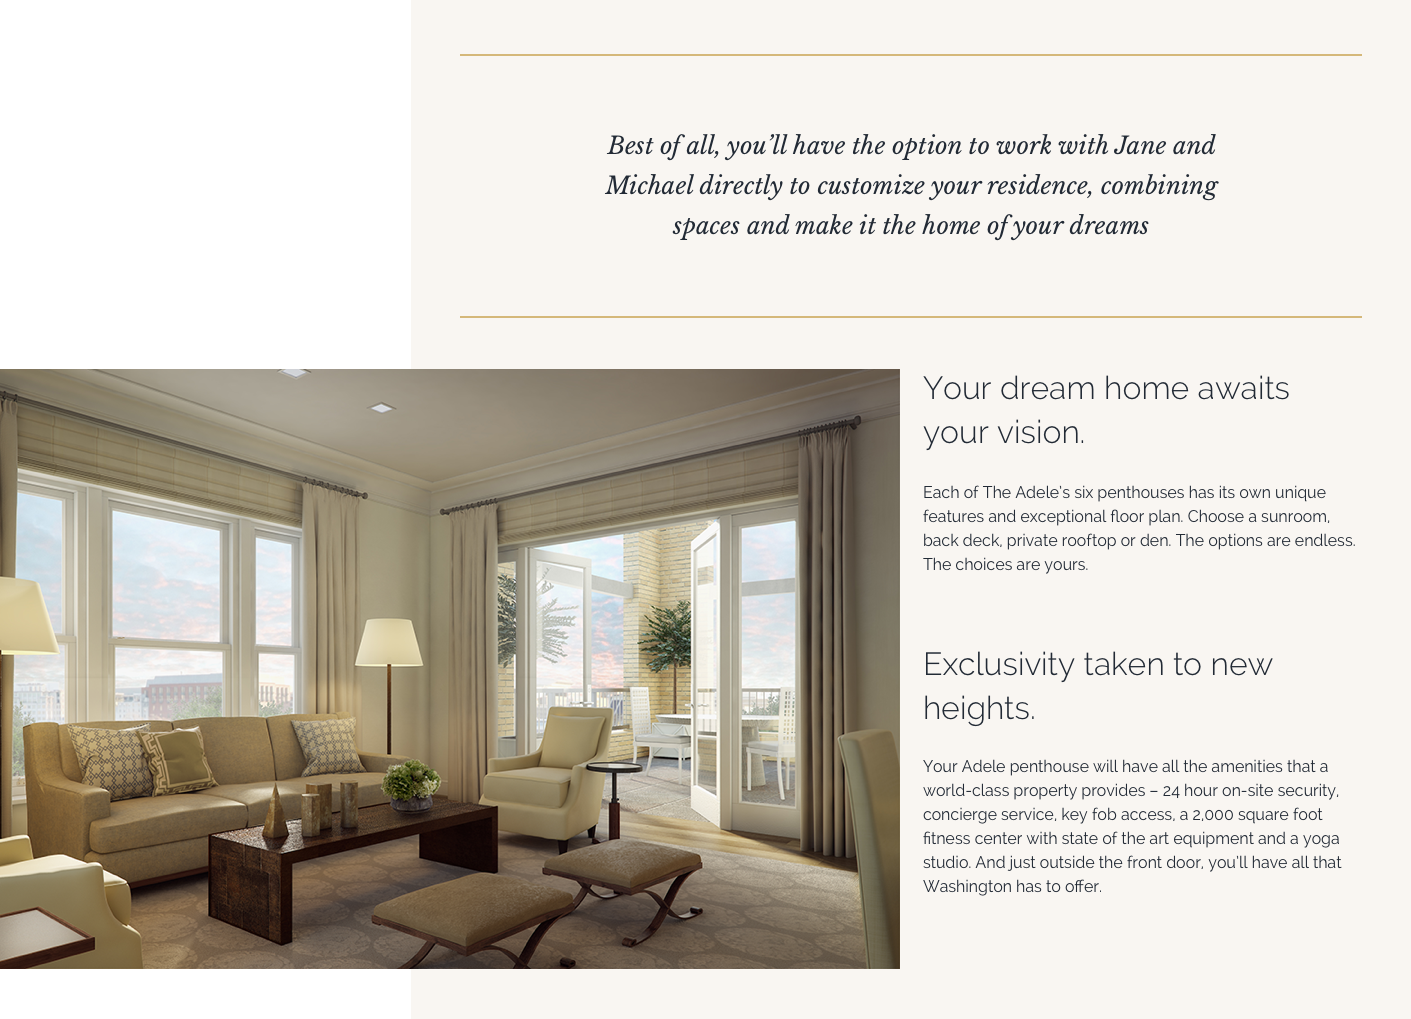 Best of all, you’ll have the option to work with Jane and
Michael directly to customize your residence, combining
spaces and make it the home of your dreams
Your dream home awaits
your vision.
Each of The Adele’s six penthouses has its own unique
features and exceptional floor plan. Choose a sunroom,
back deck, private rooftop or den. The options are endless.
The choices are yours.
Exclusivity taken to new
heights.
Your Adele penthouse will have all the amenities that a
world-class property provides – 24 hour on-site security,
concierge service, key fob access, a 2,000 square foot
fitness center with state of the art equipment and a yoga
studio. And just outside the front door, you’ll have all that
Washington has to offer.